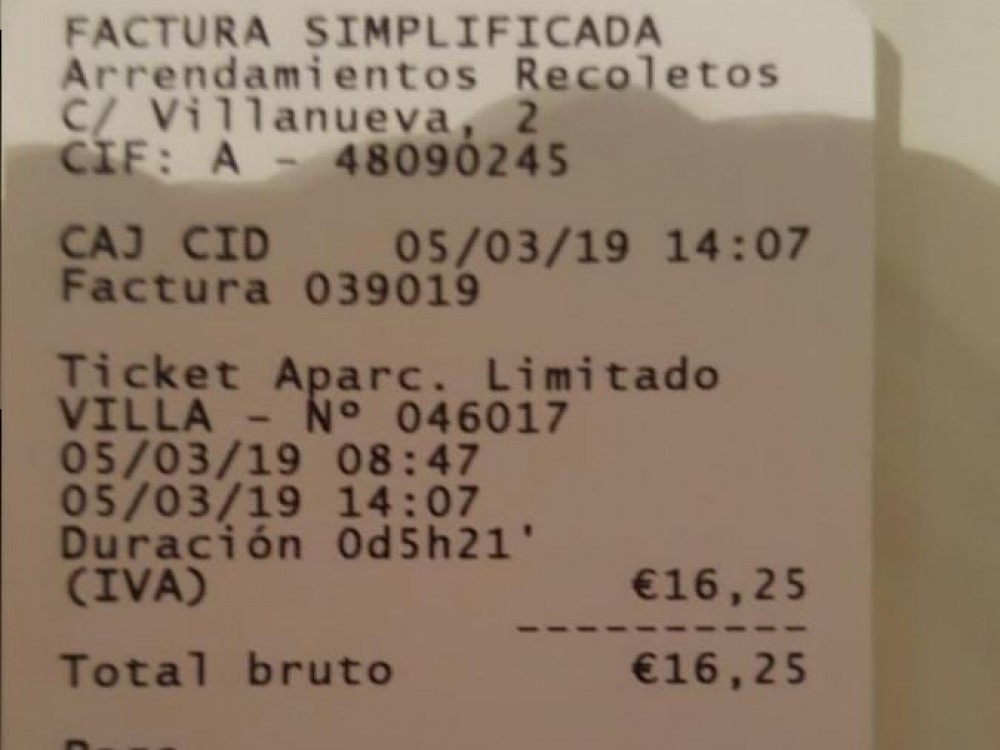 FACTURA SIMPLIFICADA
Arrendamientos Recoletos
C/ Villanueva, 2
CIF: A - 48090245
CAJ CID 05/03/19 14:07
Factura 039019
Ticket Aparc. Limitado
VILLA - Nº 046017
05/03/19 08:47
05/03/19 14:07
Duración 0d5h21'
(IVA) €16,25
----------
Total bruto €16,25